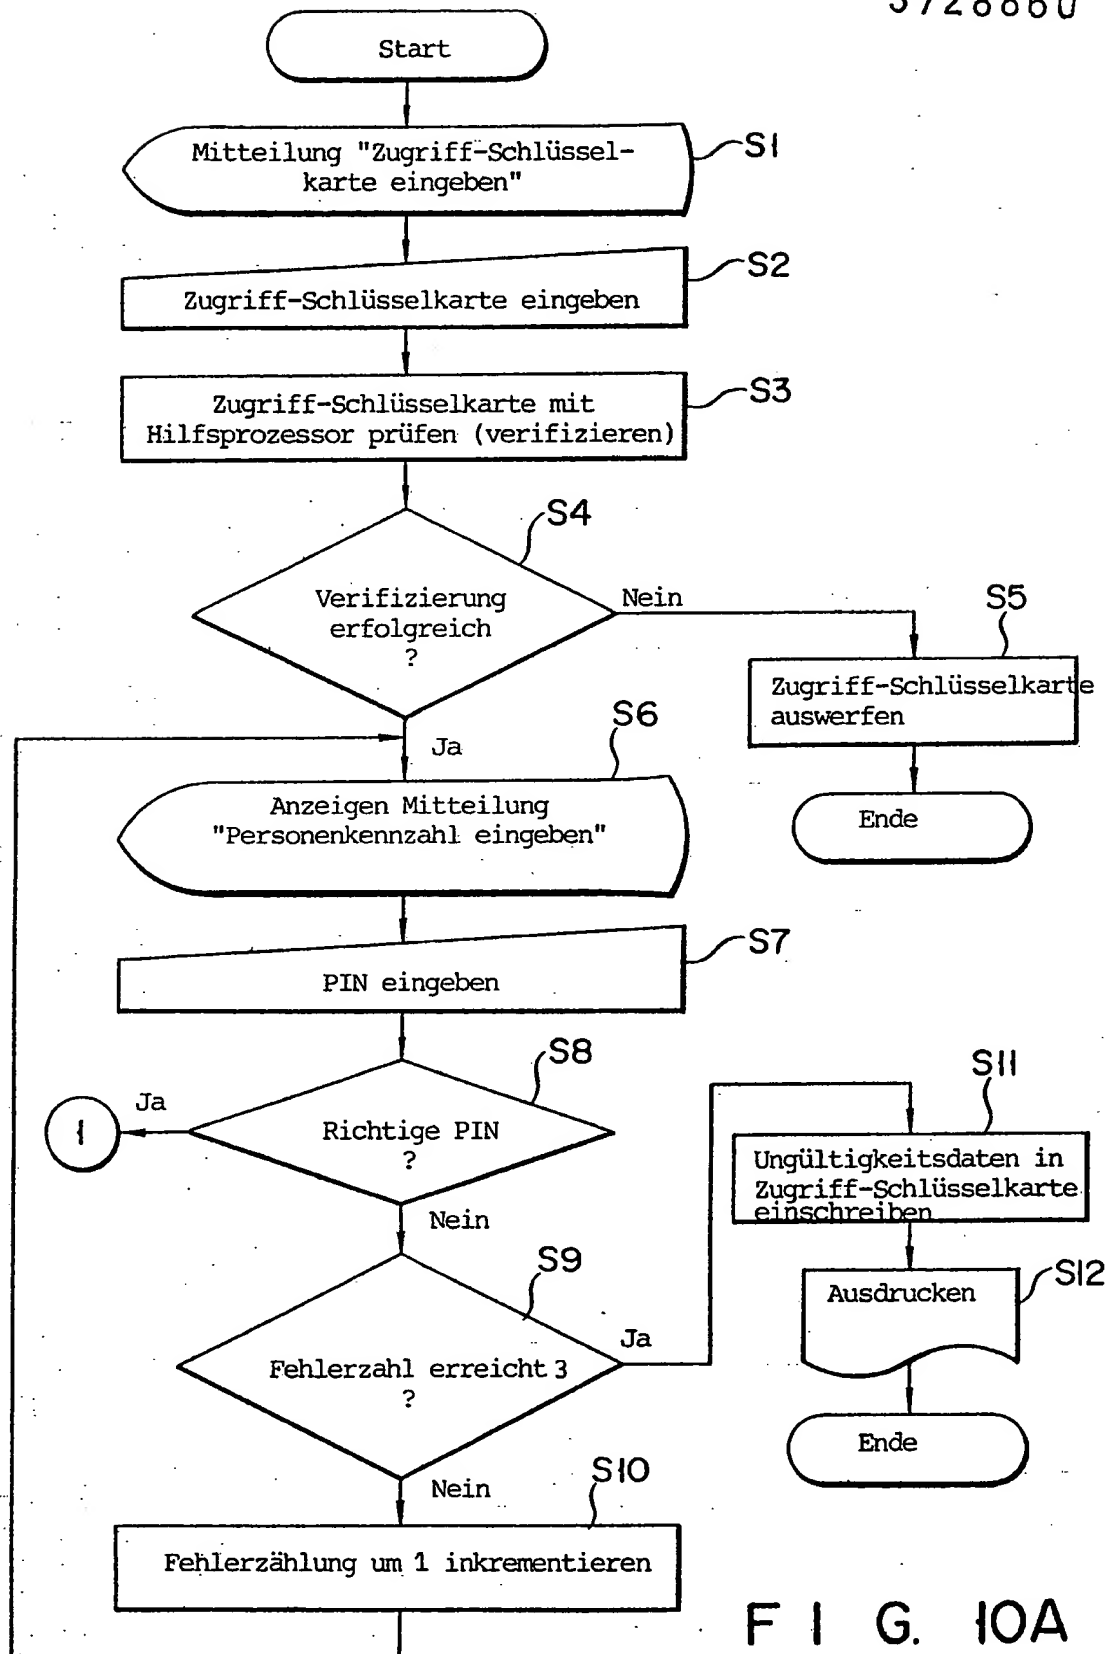 3728860
Start
Mitteilung "Zugriff-Schlüssel-
karte eingeben"
S1
S2
Zugriff-Schlüsselkarte eingeben
S3
Zugriff-Schlüsselkarte mit
Hilfsprozessor prüfen (verifizieren)
S4
Verifizierung
erfolgreich
?
Nein
S5
Zugriff-Schlüsselkarte
auswerfen
Ende
Ja
S6
Anzeigen Mitteilung
"Personenkennzahl eingeben"
S7
PIN eingeben
S8
Richtige PIN
?
Ja
1
Nein
S9
Fehlerzahl erreicht 3
?
Ja
S11
Ungültigkeitsdaten in
Zugriff-Schlüsselkarte
einschreiben
S12
Ausdrucken
Ende
Nein
S10
Fehlerzählung um 1 inkrementieren
FIG. 10A